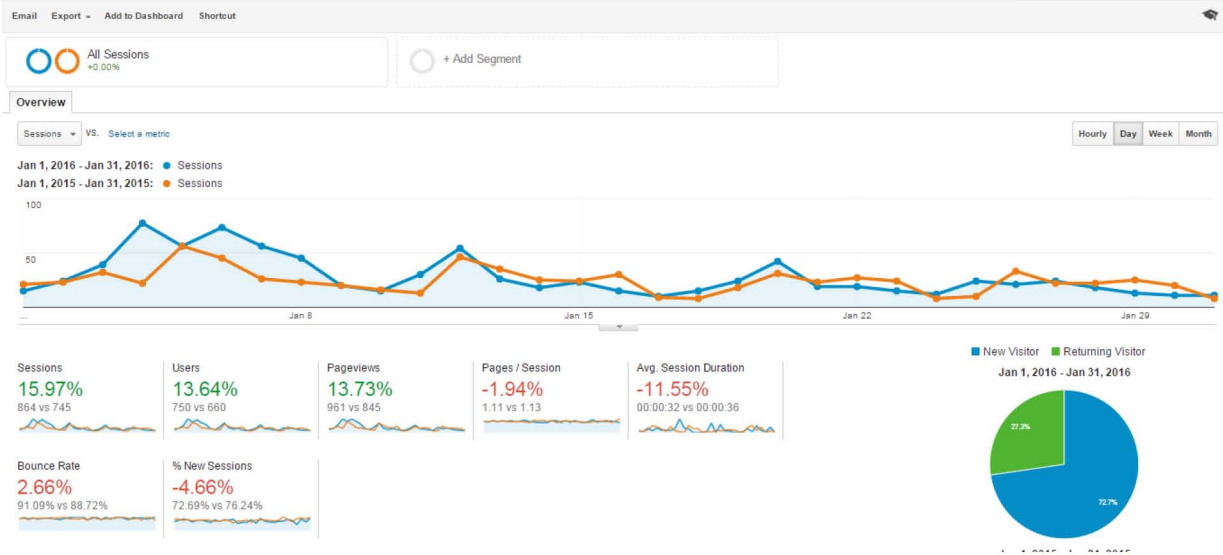 Email Export Add to Dashboard Shortcut
All Sessions
+0.00%
+ Add Segment
Overview
Sessions VS. Select a metric
Hourly Day Week Month
Jan 1, 2016 - Jan 31, 2016: Sessions
Jan 1, 2015 - Jan 31, 2015: Sessions
100
50
... Jan 8 Jan 15 Jan 22 Jan 29
New Visitor Returning Visitor
Jan 1, 2016 - Jan 31, 2016
27.3%
72.7%
Sessions
15.97%
864 vs 745
Users
13.64%
750 vs 660
Pageviews
13.73%
961 vs 845
Pages / Session
-1.94%
1.11 vs 1.13
Avg. Session Duration
-11.55%
00:00:32 vs 00:00:36
Bounce Rate
2.66%
91.09% vs 88.72%
% New Sessions
-4.66%
72.69% vs 76.24%